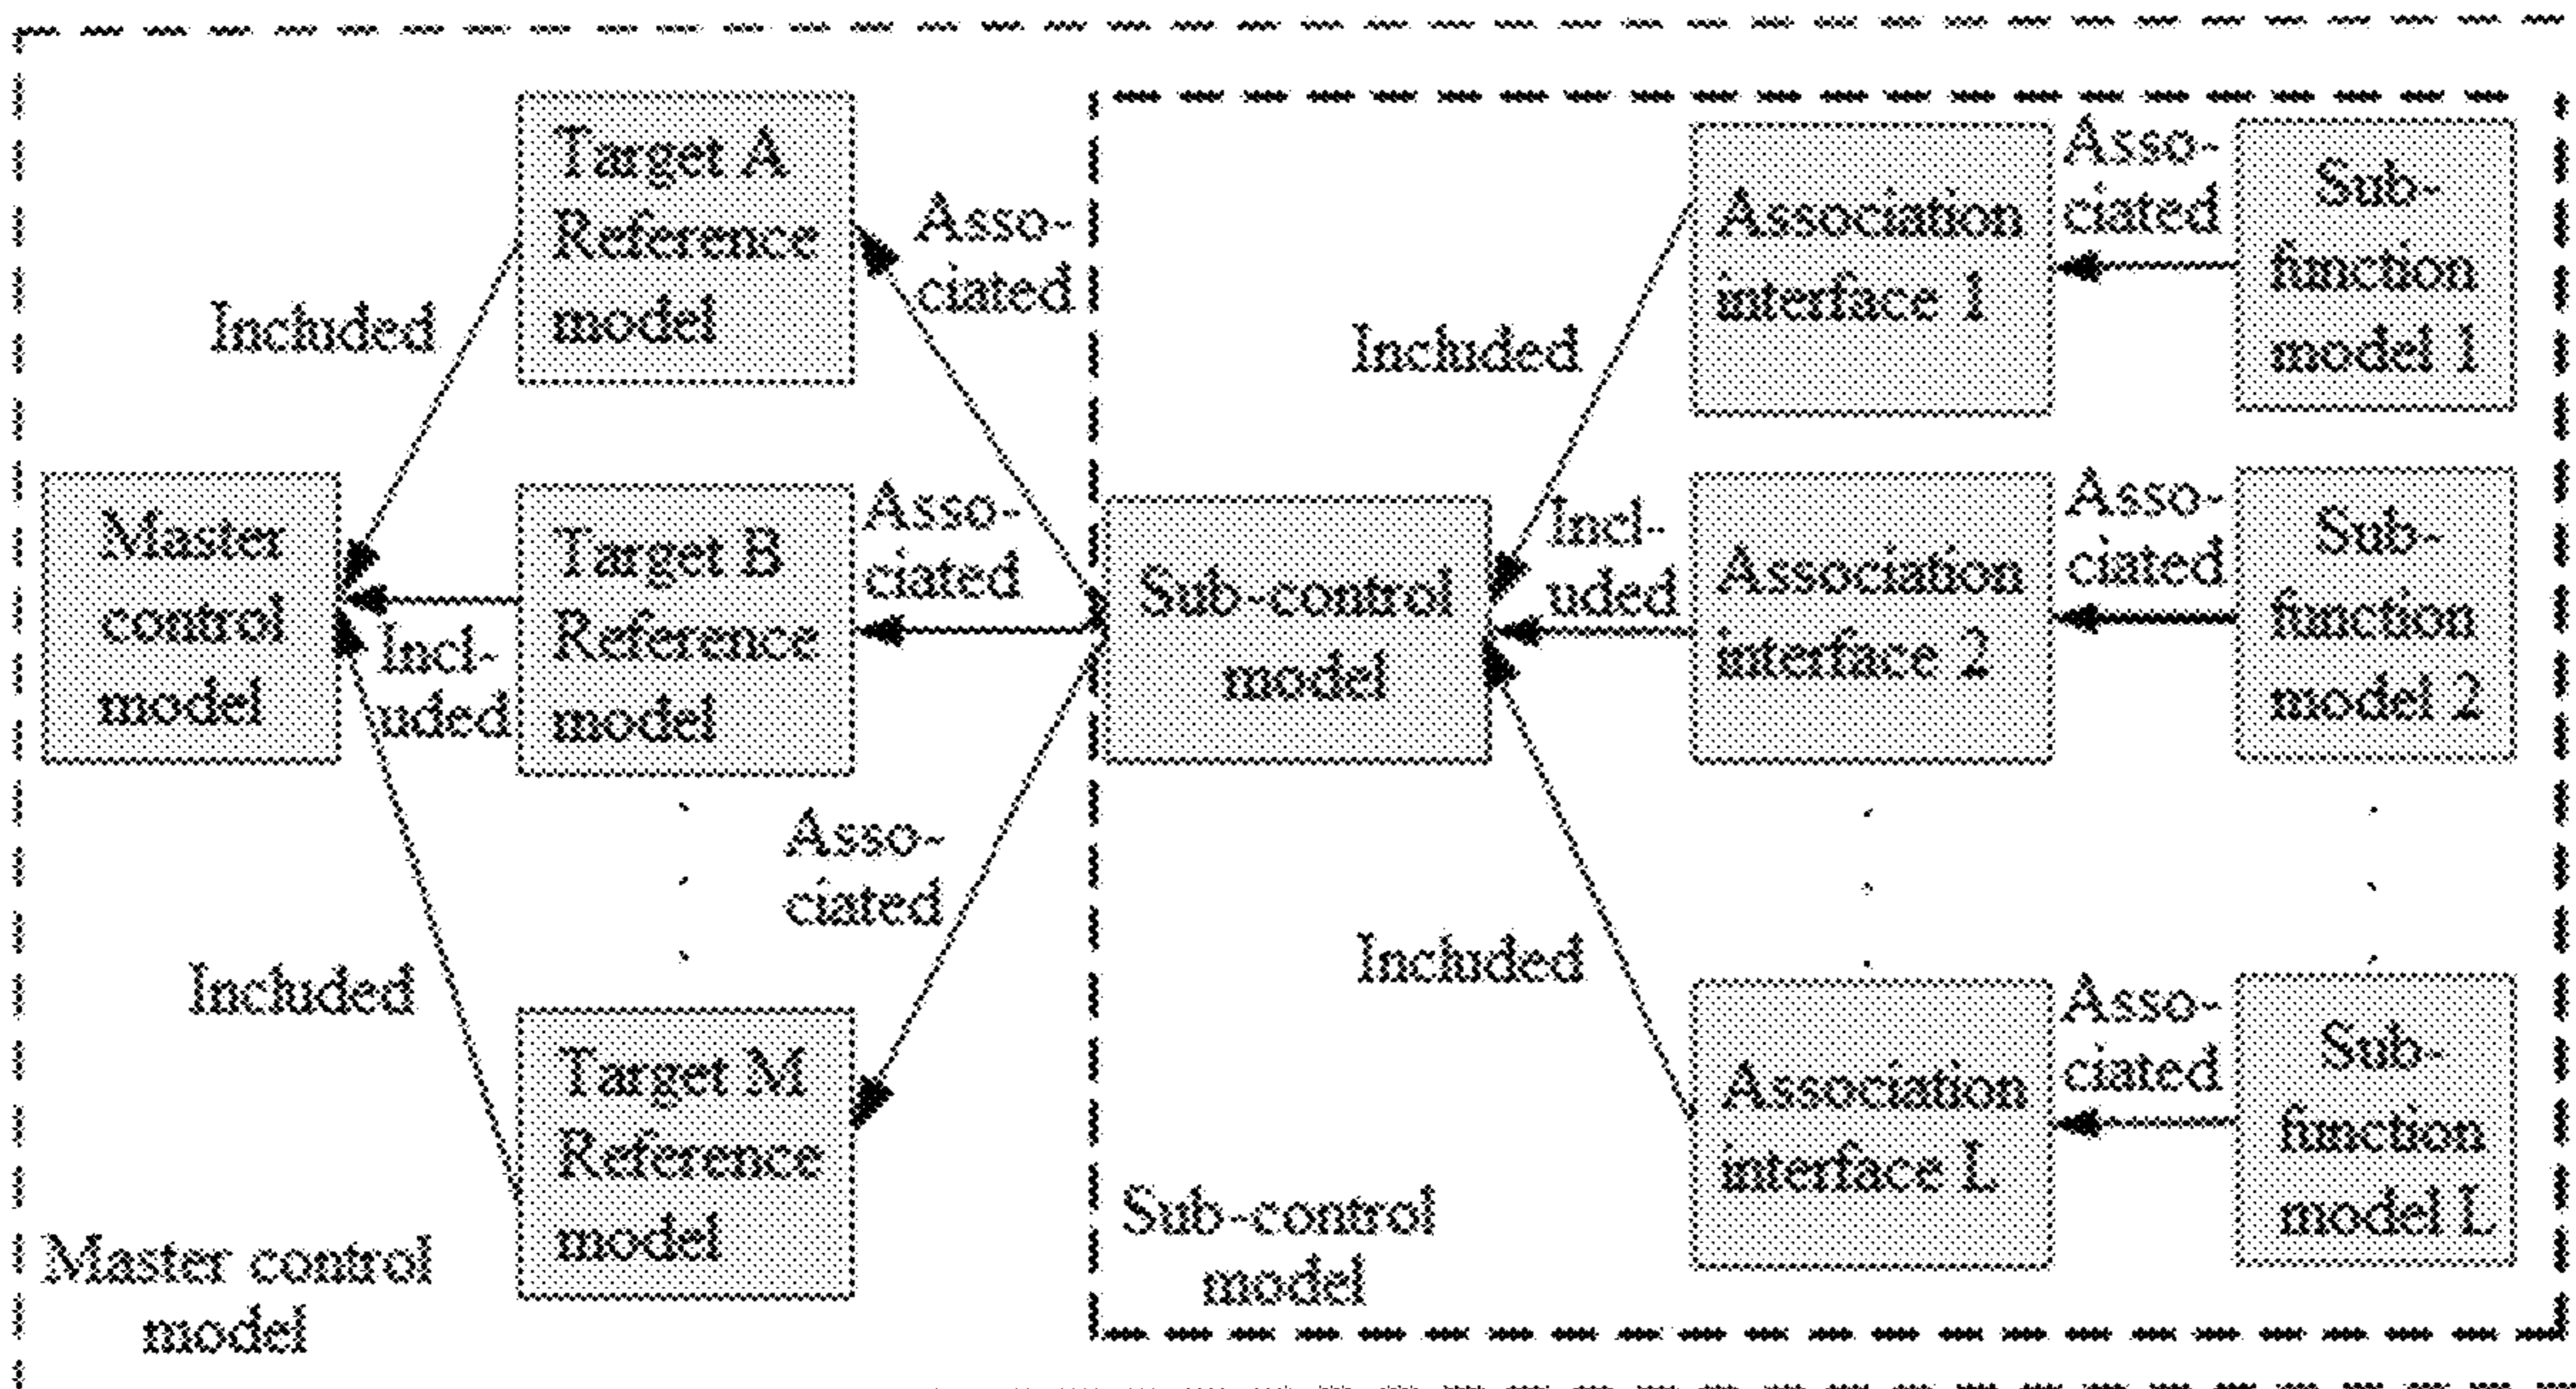 Target A
Reference
model
Asso-
ciated
Included
Master
control
model
Target B
Reference
model
Asso-
ciated
Incl-
uded
Asso-
ciated
Included
Target M
Reference
model
Master control
model
Association
interface 1
Asso-
ciated
Sub-
function
model 1
Included
Sub-control
model
Incl-
uded
Association
interface 2
Asso-
ciated
Sub-
function
model 2
Included
Association
interface L
Asso-
ciated
Sub-
function
model L
Sub-control
model